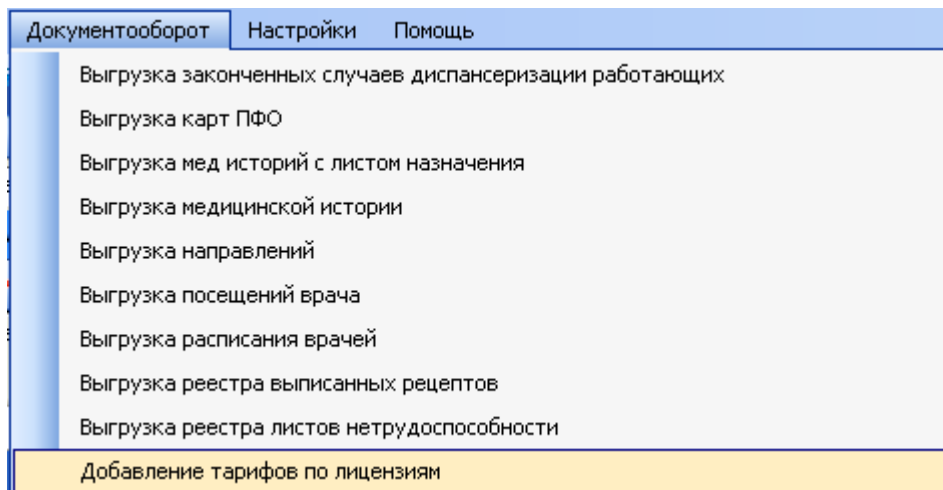 Документооборот Настройки Помощь
Выгрузка законченных случаев диспансеризации работающих
Выгрузка карт ПФО
Выгрузка мед историй с листом назначения
Выгрузка медицинской истории
Выгрузка направлений
Выгрузка посещений врача
Выгрузка расписания врачей
Выгрузка реестра выписанных рецептов
Выгрузка реестра листов нетрудоспособности
Добавление тарифов по лицензиям